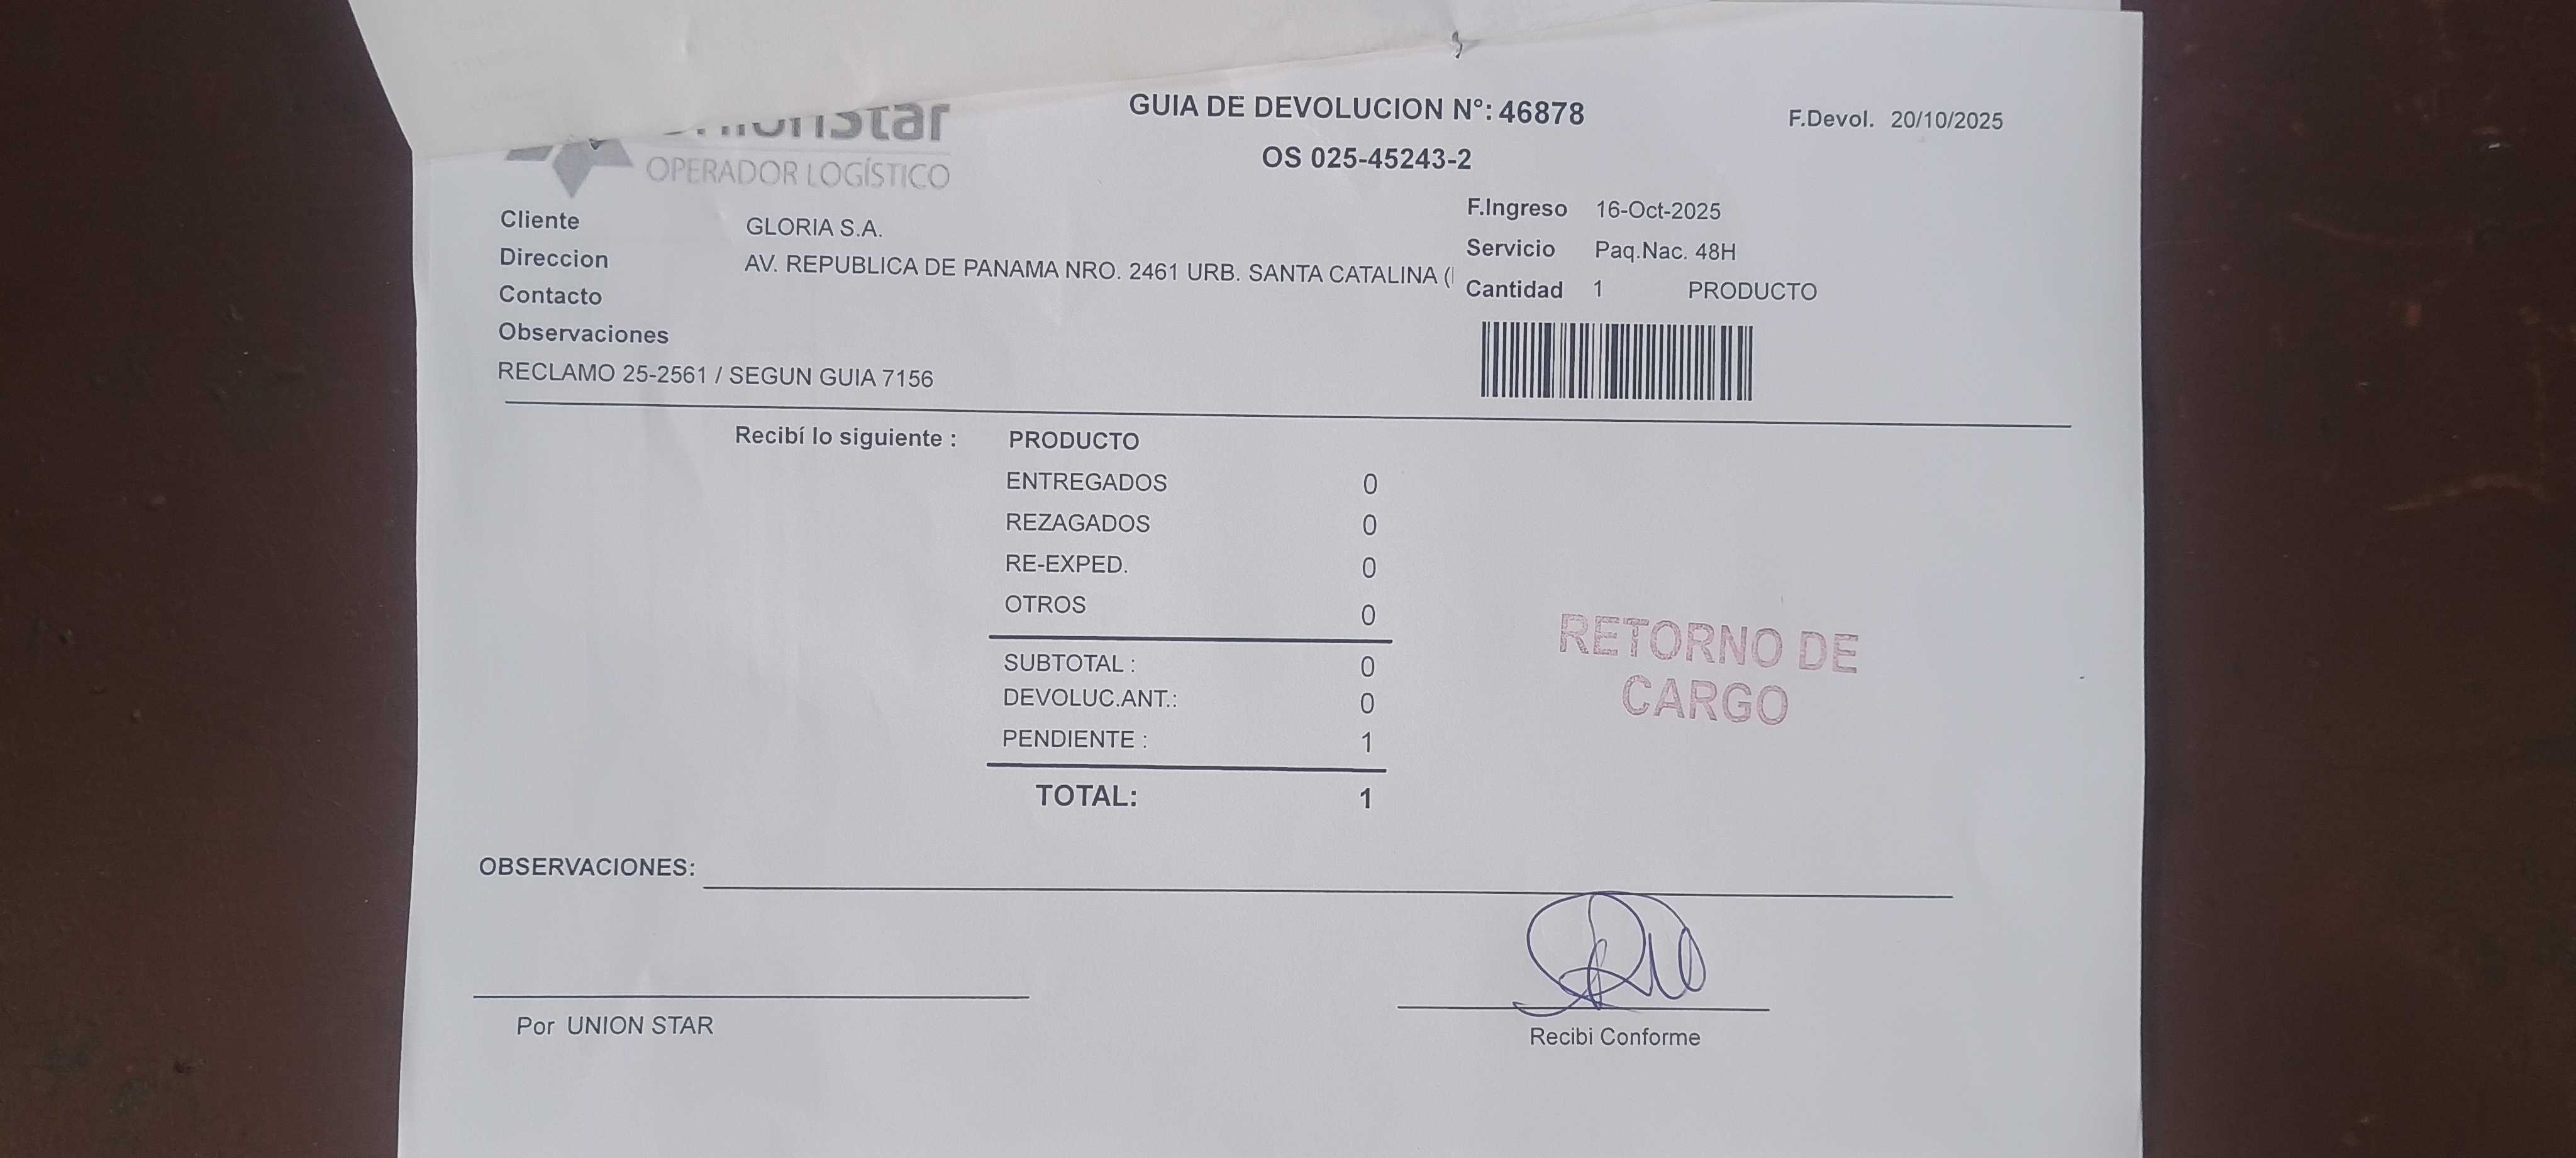 OPERADOR LOGÍSTICO
GUIA DE DEVOLUCION Nº: 46878
F.Devol. 20/10/2025
OS 025-45243-2
Cliente GLORIA S.A.
F.Ingreso 16-Oct-2025
Direccion AV. REPUBLICA DE PANAMA NRO. 2461 URB. SANTA CATALINA (
Servicio Paq.Nac. 48H
Contacto
Cantidad 1 PRODUCTO
Observaciones
RECLAMO 25-2561 / SEGUN GUIA 7156
Recibí lo siguiente : PRODUCTO
ENTREGADOS 0
REZAGADOS 0
RE-EXPED. 0
OTROS 0
RETORNO DE
CARGO
SUBTOTAL : 0
DEVOLUC.ANT.: 0
PENDIENTE : 1
TOTAL: 1
OBSERVACIONES:
Por UNION STAR
Recibi Conforme